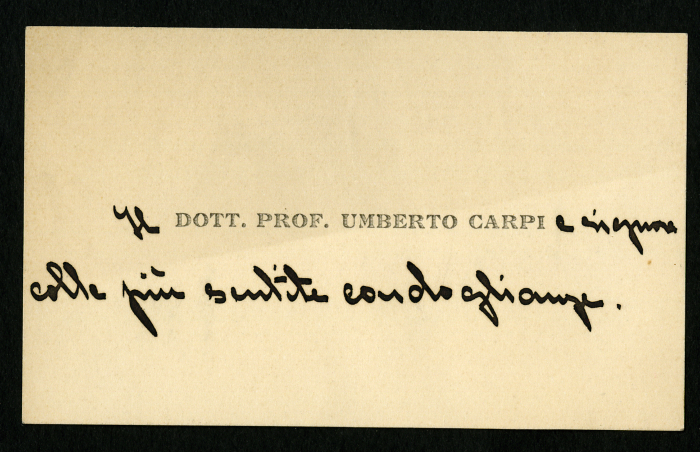 Il DOTT. PROF. UMBERTO CARPI e signora
colle più sentite condoglianze.